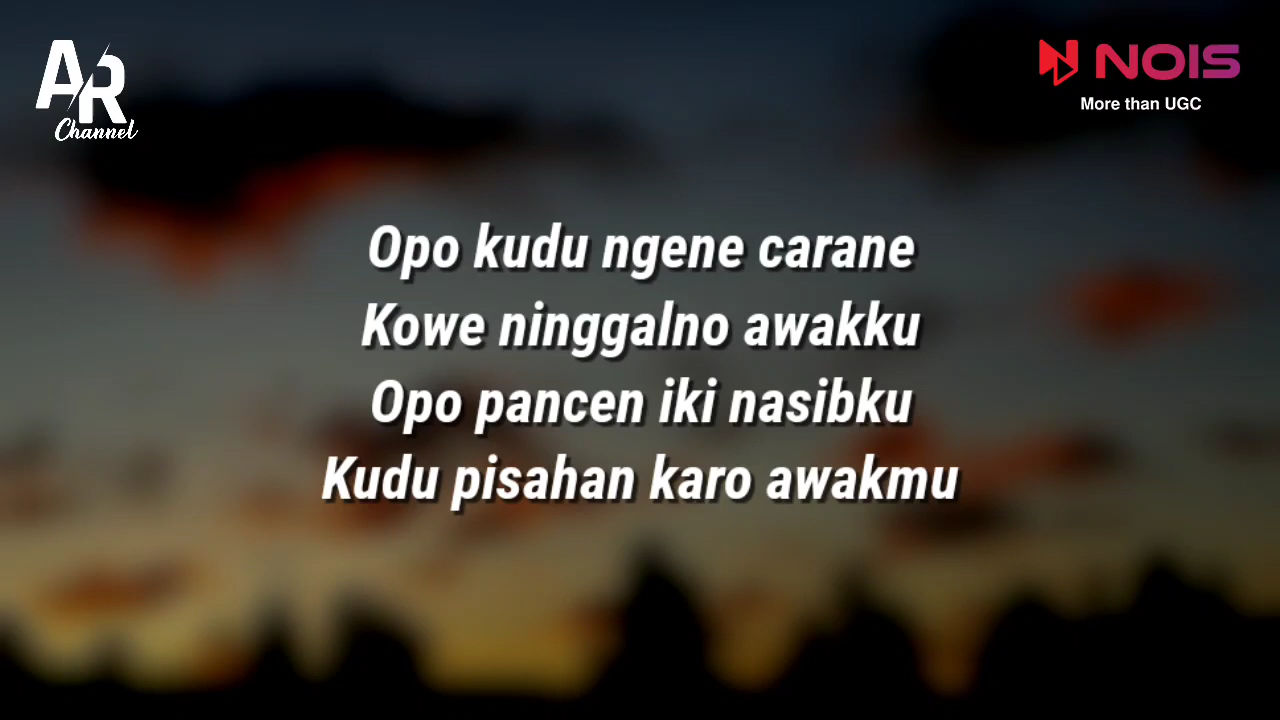 AR
Channel
NOIS
More than UGC
Opo kudu ngene carane
Kowe ninggalno awakku
Opo pancen iki nasibku
Kudu pisahan karo awakmu